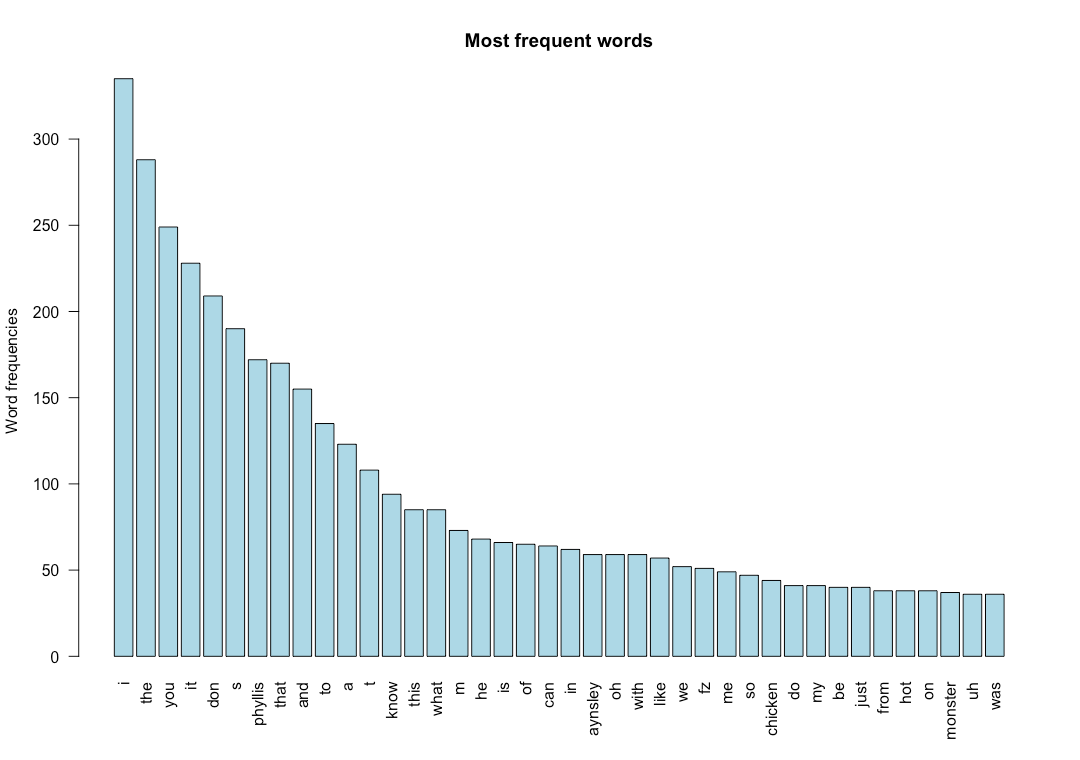 Most frequent words
Word frequencies
300
250
200
150
100
50
0
i
the
you
it
don
s
phyllis
that
and
to
a
t
know
this
what
m
he
is
of
can
in
aynsley
oh
with
like
we
fz
me
so
chicken
do
my
be
just
from
hot
on
monster
uh
was